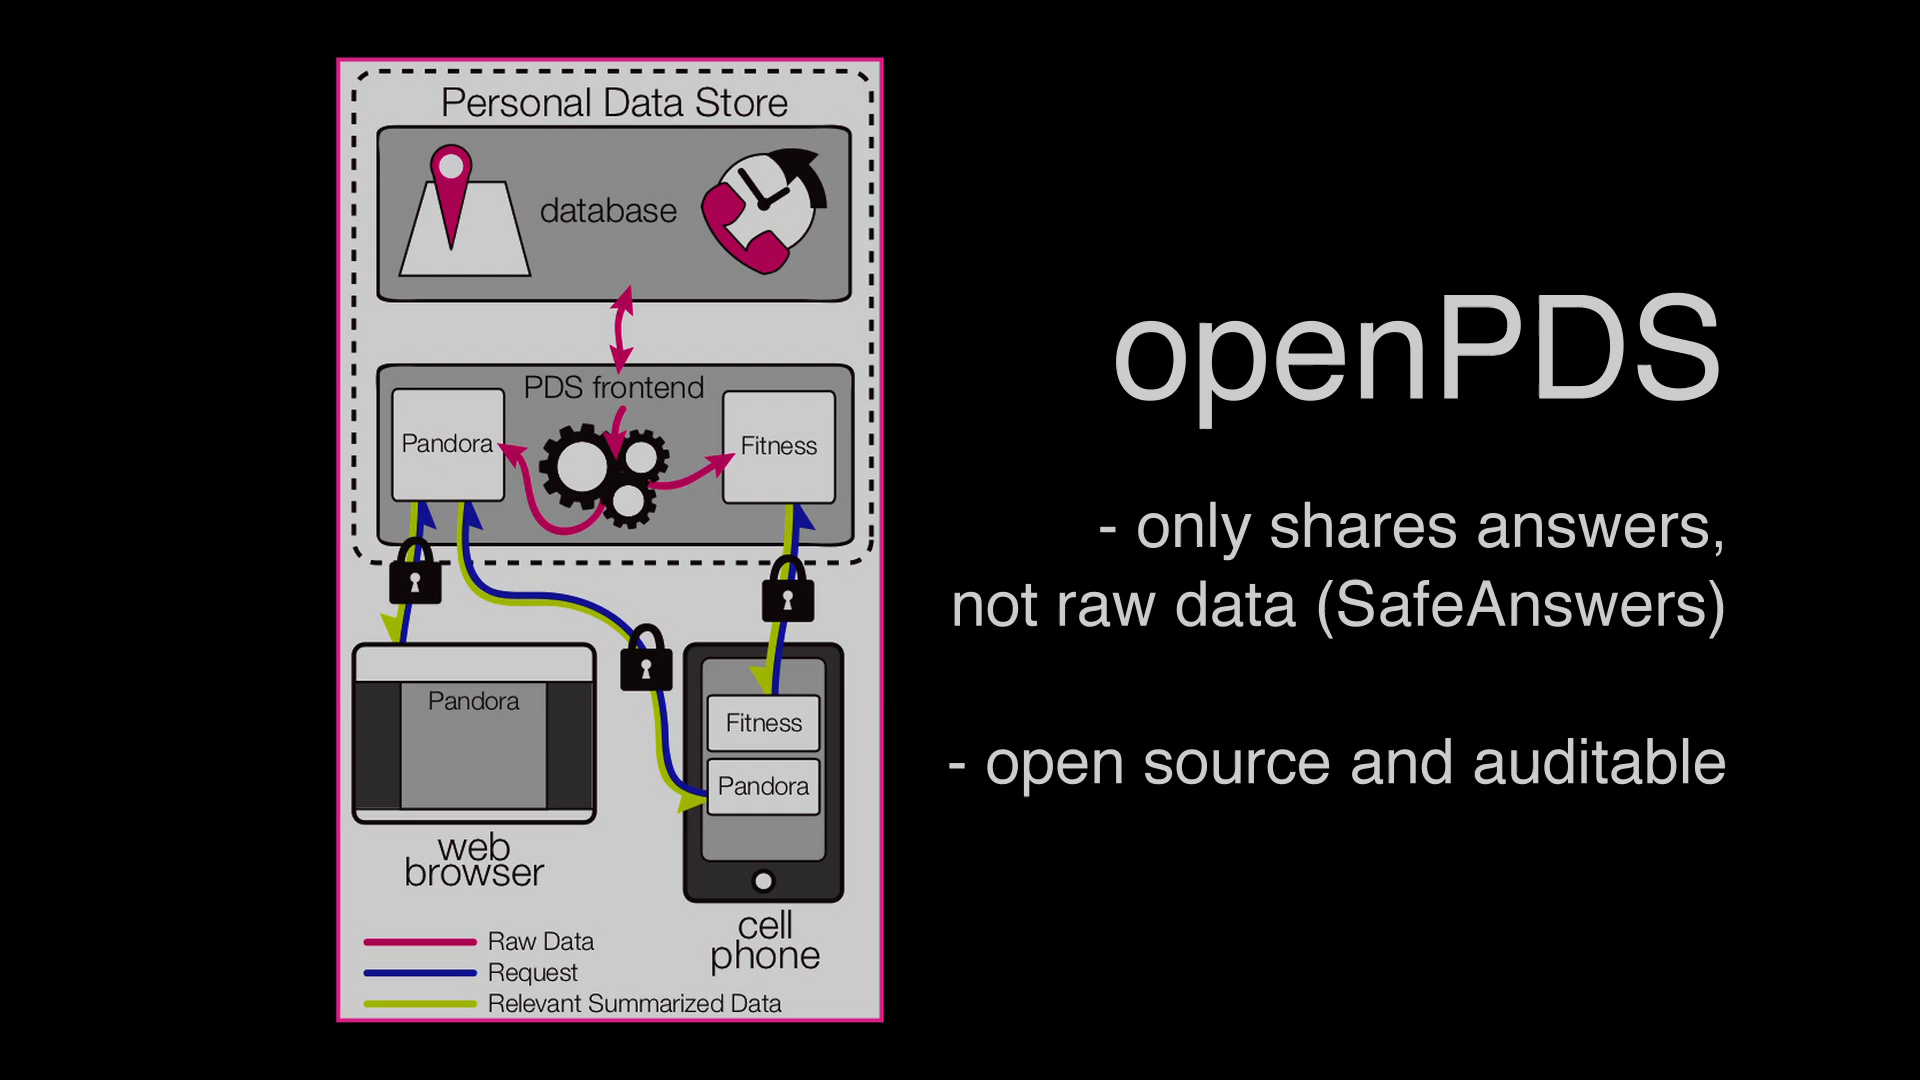 Personal Data Store
database
PDS frontend
Pandora
Fitness
Pandora
Fitness
Pandora
web
browser
cell
phone
Raw Data
Request
Relevant Summarized Data
openPDS
- only shares answers,
not raw data (SafeAnswers)
- open source and auditable